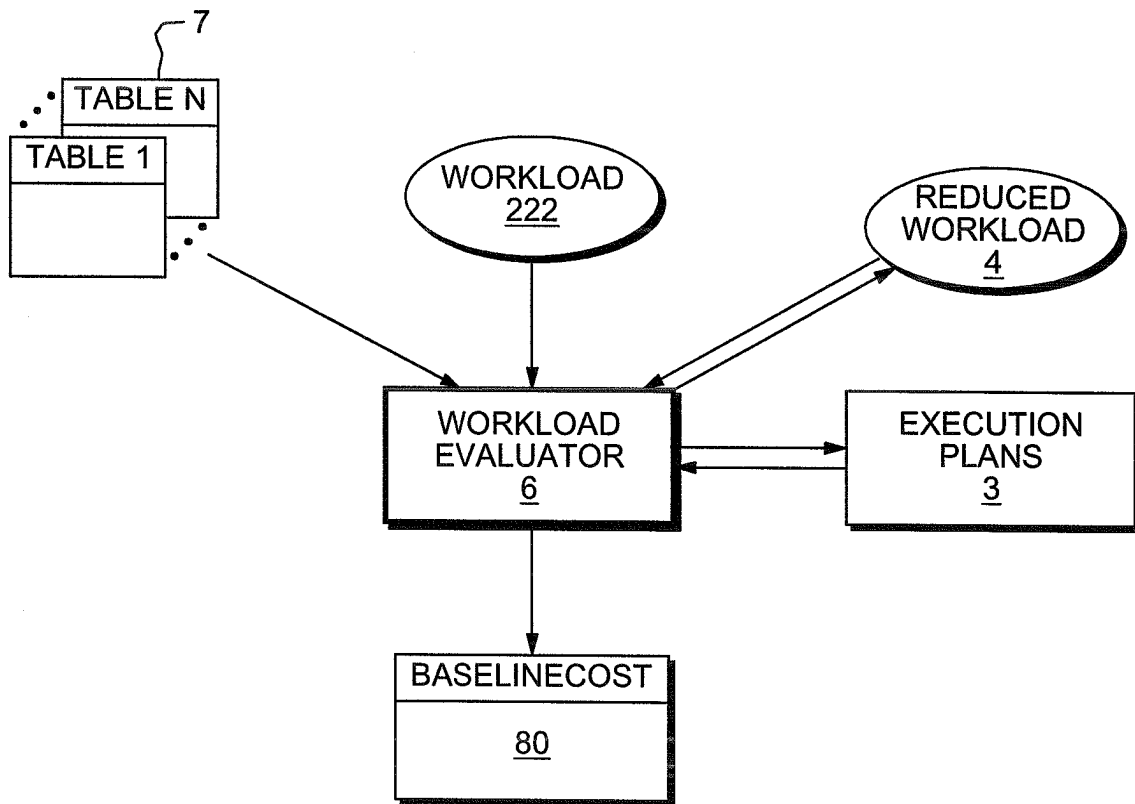 7
TABLE N
TABLE 1
WORKLOAD
222
REDUCED
WORKLOAD
4
WORKLOAD
EVALUATOR
6
EXECUTION
PLANS
3
BASELINECOST
80